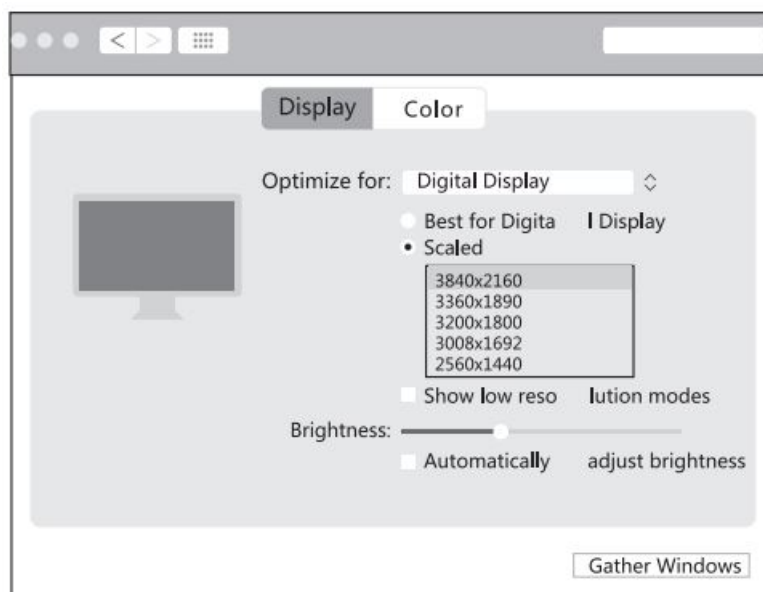 Display Color
Optimize for: Digital Display
Best for Digita l Display
Scaled
3840x2160
3360x1890
3200x1800
3008x1692
2560x1440
Show low reso lution modes
Brightness:
Automatically adjust brightness
Gather Windows